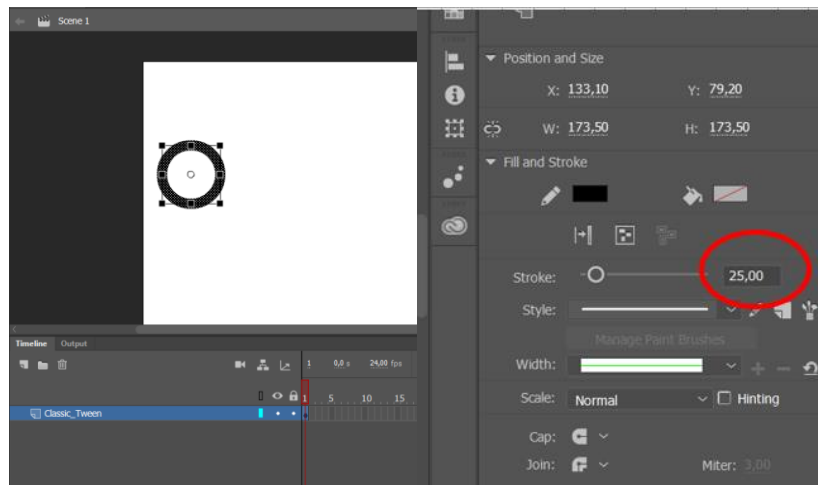 Scene 1
Timeline Output
1 0,0 s 24,00 fps
1 5 10 15
Classic_Tween
Position and Size
X: 133,10 Y: 79,20
W: 173,50 H: 173,50
Fill and Stroke
Stroke: 25,00
Style:
Manage Paint Brushes
Width:
Scale: Normal Hinting
Cap:
Join: Miter: 3,00